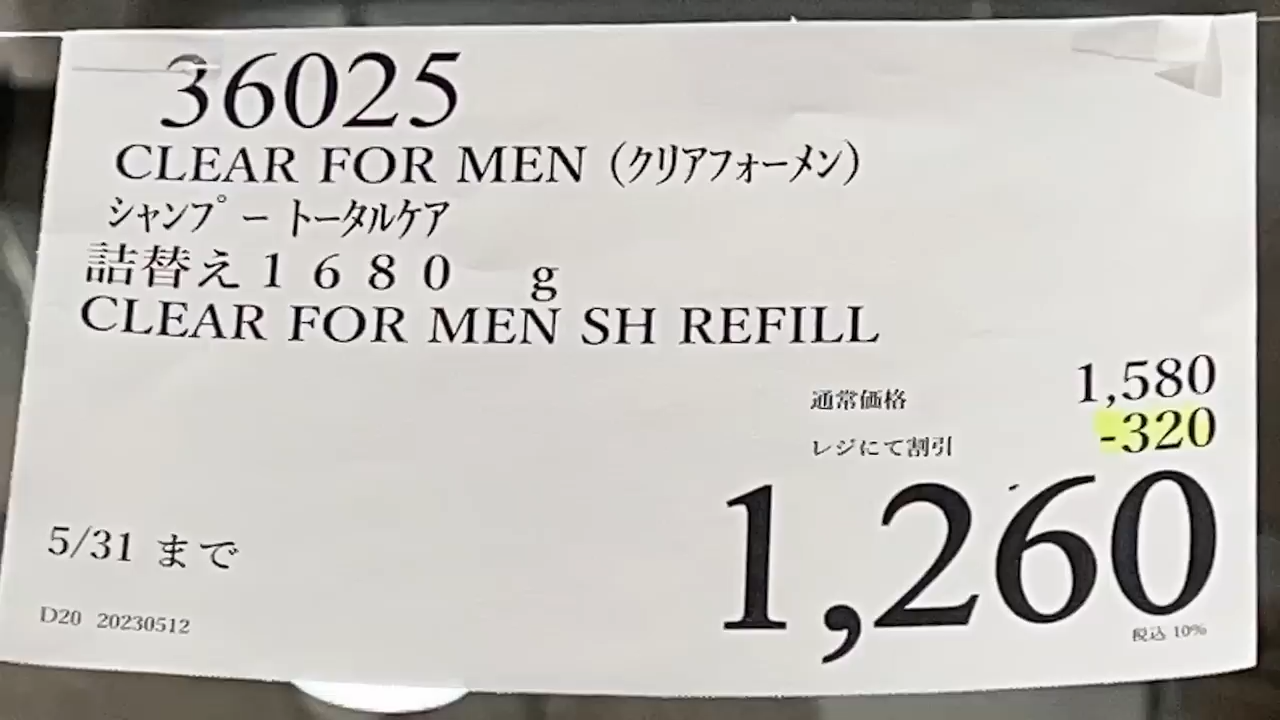 36025
CLEAR FOR MEN (クリアフォーメン)
シャンプー トータルケア
詰替え1680 g
CLEAR FOR MEN SH REFILL
通常価格 1,580
レジにて割引 -320
1,260
税込 10%
5/31 まで
D20 20230512